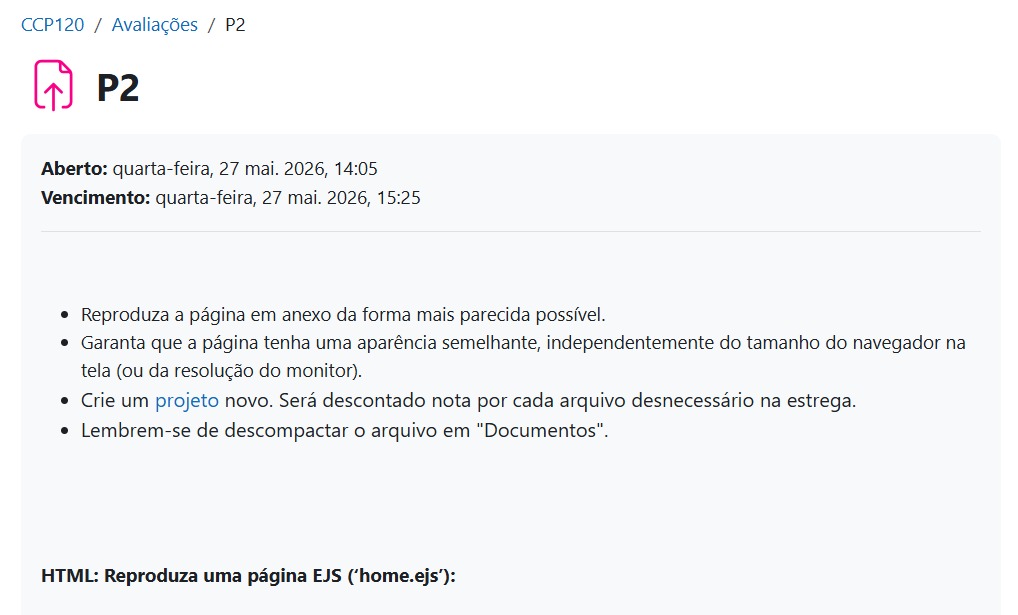 CCP120 / Avaliações / P2
P2
Aberto: quarta-feira, 27 mai. 2026, 14:05
Vencimento: quarta-feira, 27 mai. 2026, 15:25
Reproduza a página em anexo da forma mais parecida possível.
Garanta que a página tenha uma aparência semelhante, independentemente do tamanho do navegador na
tela (ou da resolução do monitor).
Crie um projeto novo. Será descontado nota por cada arquivo desnecessário na estrega.
Lembrem-se de descompactar o arquivo em "Documentos".
HTML: Reproduza uma página EJS (‘home.ejs’):